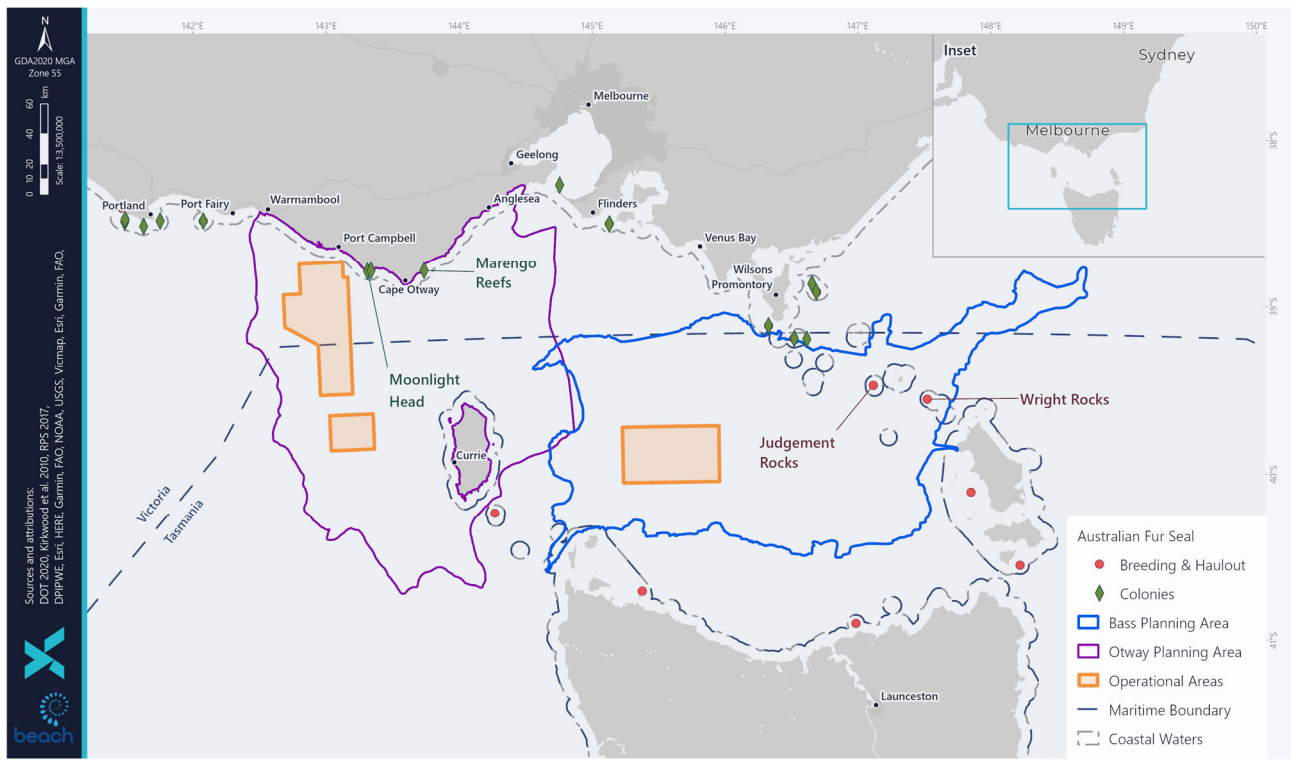 N
GDA2020 MGA
Zone 55
0 10 20 40 60
km
Scale: 1:3,500,000
Sources and attributions:
DOT 2020, Kirkwood et al. 2010, RPS 2017,
DPIPWE, Esri, HERE, Garmin, FAO, NOAA, USGS, Vicmap, Esri, Garmin, FAO,
beach
142°E
143°E
144°E
145°E
146°E
147°E
148°E
149°E
150°E
38°S
39°S
40°S
41°S
Inset
Sydney
Melbourne
Melbourne
Geelong
Portland
Port Fairy
Warrnambool
Anglesea
Flinders
Port Campbell
Venus Bay
Marengo
Reefs
Cape Otway
Wilsons
Promontory
Moonlight
Head
Wright Rocks
Judgement
Rocks
Currie
Victoria
Tasmania
Launceston
Australian Fur Seal
Breeding & Haulout
Colonies
Bass Planning Area
Otway Planning Area
Operational Areas
Maritime Boundary
Coastal Waters